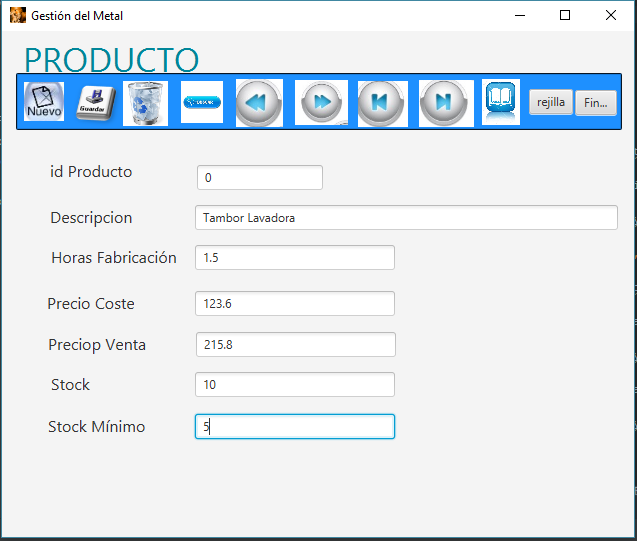 Gestión del Metal
PRODUCTO
Nuevo
Guardar
rejilla
Fin...
id Producto 0
Descripcion Tambor Lavadora
Horas Fabricación 1.5
Precio Coste 123.6
Preciop Venta 215.8
Stock 10
Stock Mínimo 5